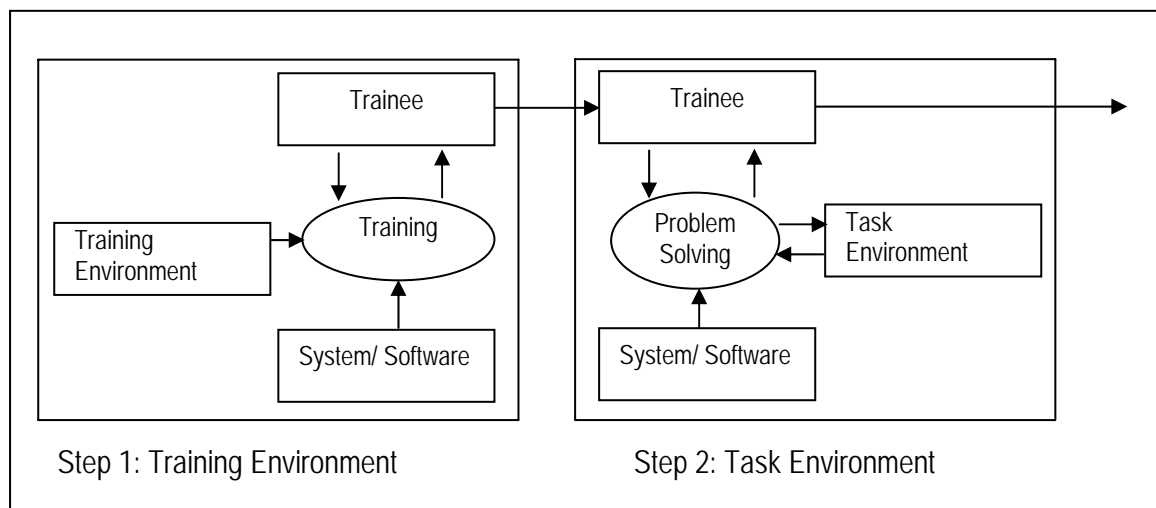 Trainee
Training
Training
Environment
System/ Software
Step 1: Training Environment
Trainee
Problem
Solving
Task
Environment
System/ Software
Step 2: Task Environment